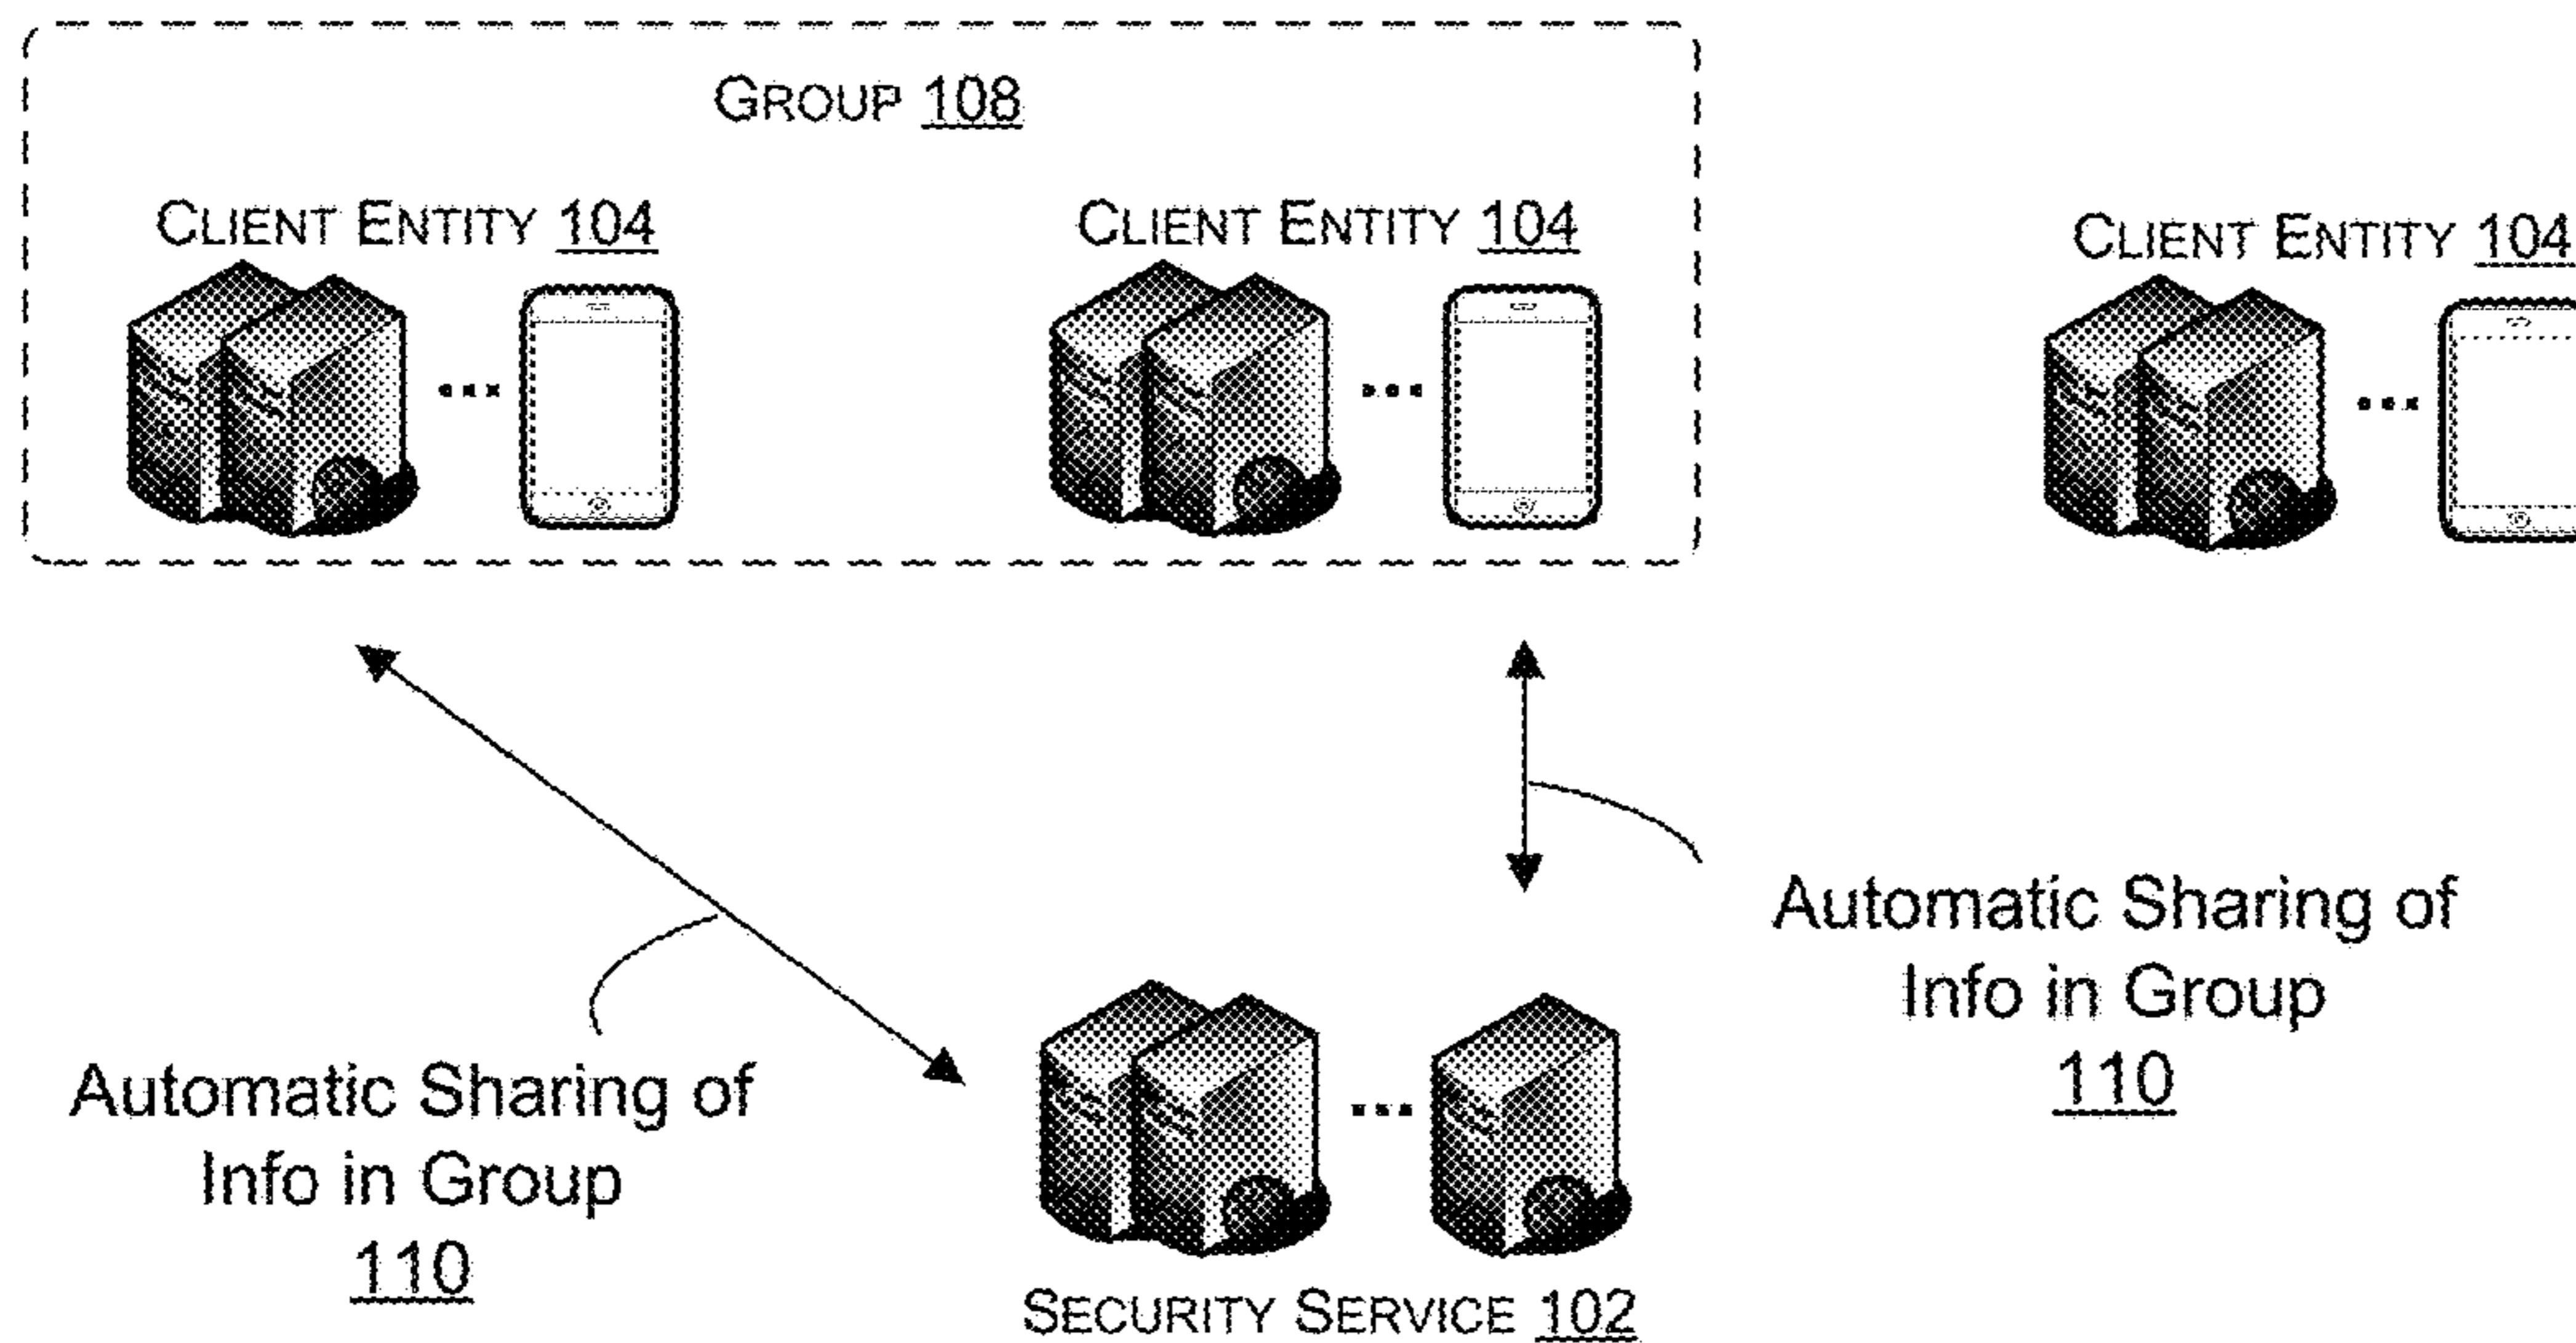 GROUP 108
CLIENT ENTITY 104
CLIENT ENTITY 104
CLIENT ENTITY 104
Automatic Sharing of
Info in Group
110
Automatic Sharing of
Info in Group
110
SECURITY SERVICE 102